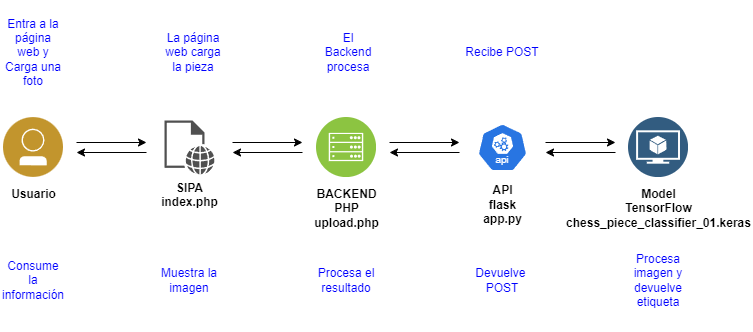 Entra a la
página
web y
Carga una
foto
La página
web carga
la pieza
El
Backend
procesa
Recibe POST
api
Usuario
SIPA
index.php
BACKEND
PHP
upload.php
API
flask
app.py
Model
TensorFlow
chess_piece_classifier_01.keras
Consume
la
información
Muestra la
imagen
Procesa el
resultado
Devuelve
POST
Procesa
imagen y
devuelve
etiqueta